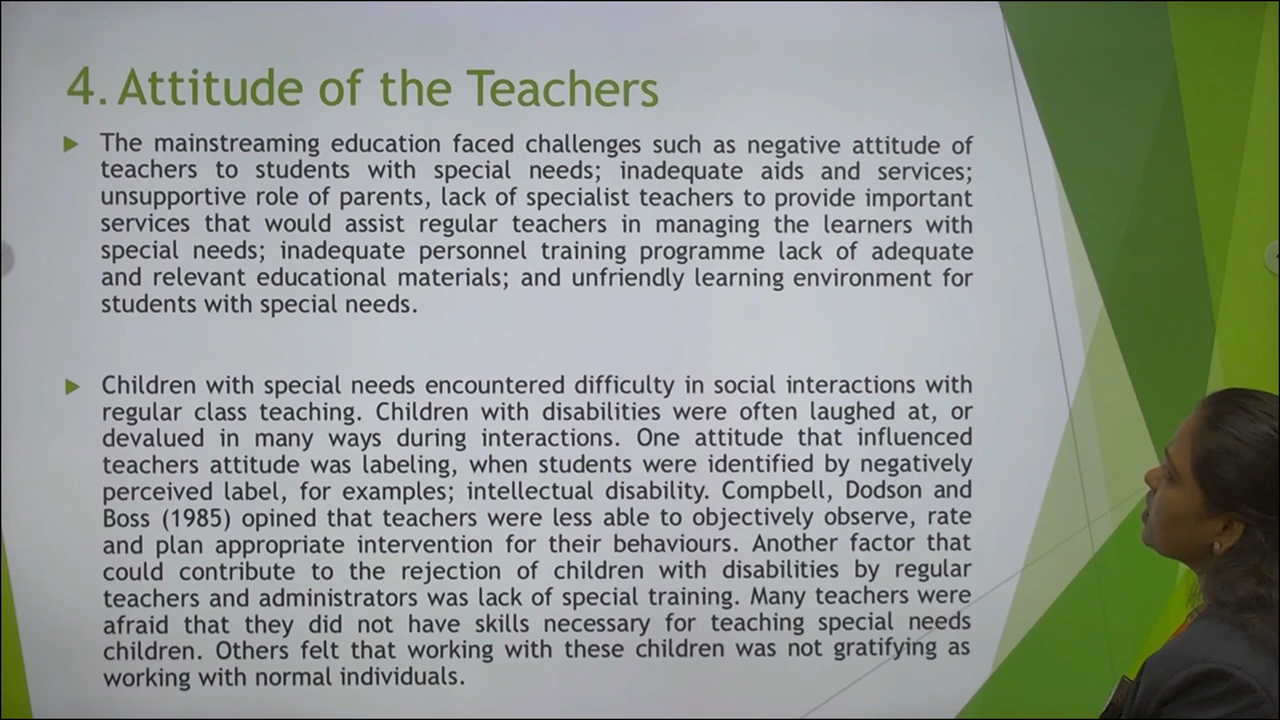 4. Attitude of the Teachers
The mainstreaming education faced challenges such as negative attitude of
teachers to students with special needs; inadequate aids and services;
unsupportive role of parents, lack of specialist teachers to provide important
services that would assist regular teachers in managing the learners with
special needs; inadequate personnel training programme lack of adequate
and relevant educational materials; and unfriendly learning environment for
students with special needs.
Children with special needs encountered difficulty in social interactions with
regular class teaching. Children with disabilities were often laughed at, or
devalued in many ways during interactions. One attitude that influenced
teachers attitude was labeling, when students were identified by negatively
perceived label, for examples; intellectual disability. Compbell, Dodson and
Boss (1985) opined that teachers were less able to objectively observe, rate
and plan appropriate intervention for their behaviours. Another factor that
could contribute to the rejection of children with disabilities by regular
teachers and administrators was lack of special training. Many teachers were
afraid that they did not have skills necessary for teaching special needs
children. Others felt that working with these children was not gratifying as
working with normal individuals.